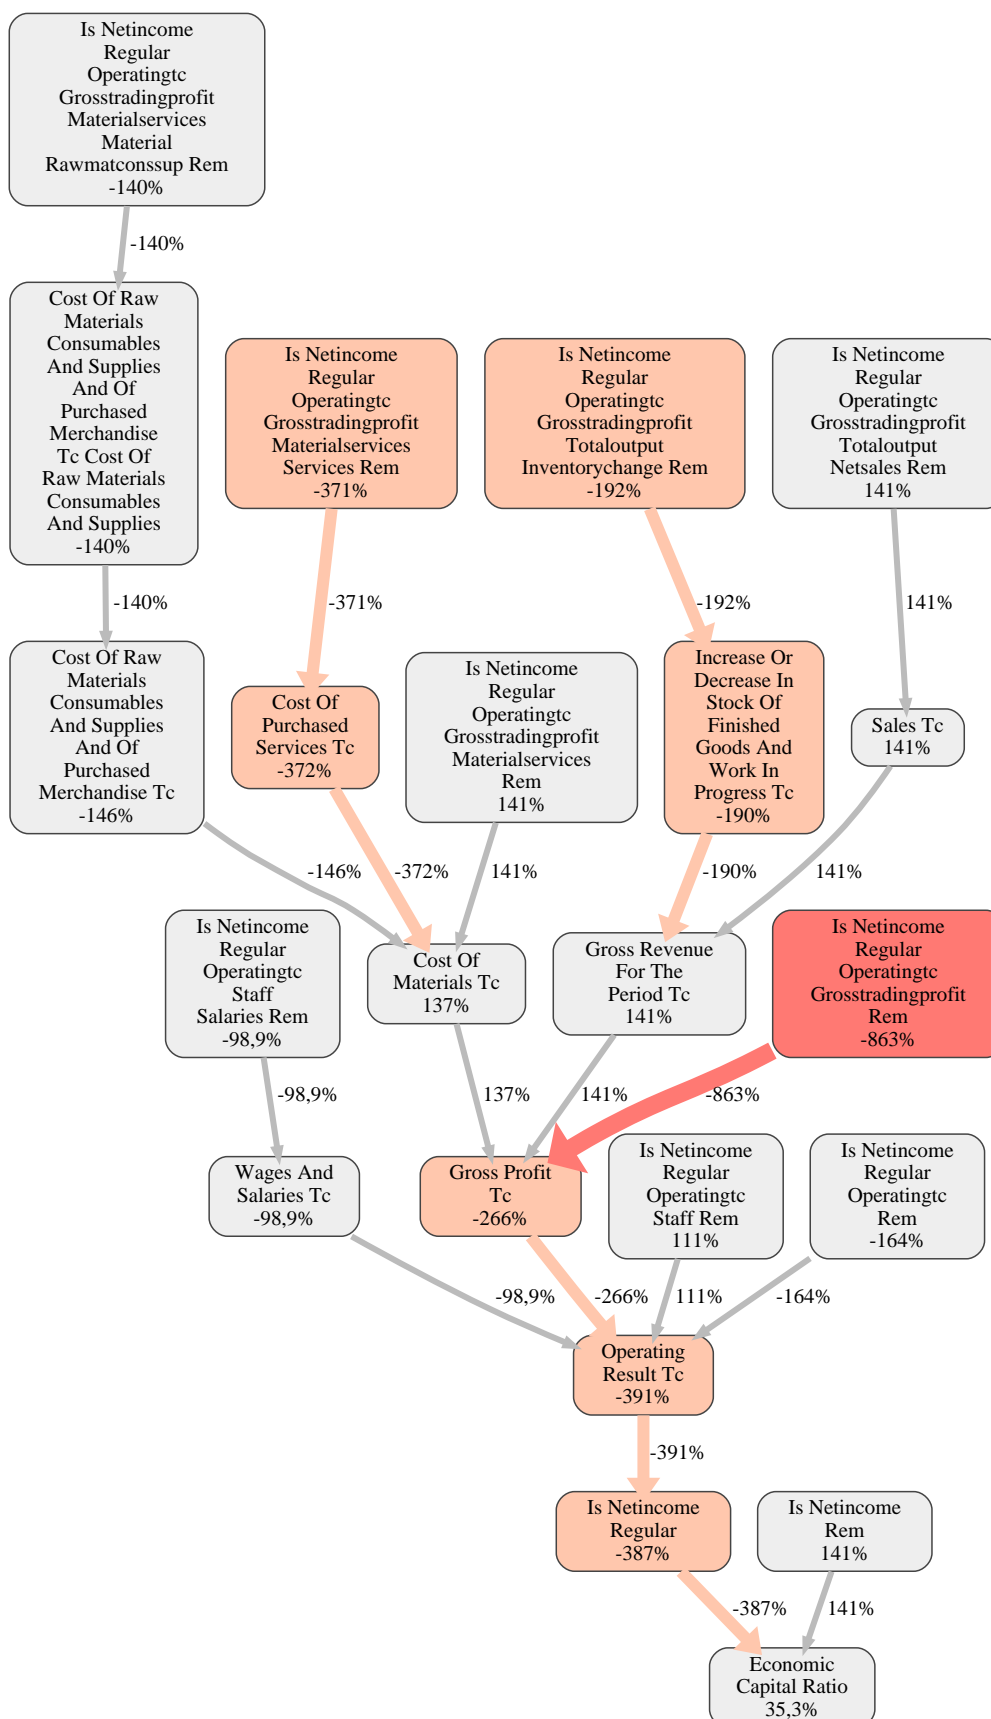 Is Netincome
Regular
Operatingtc
Grosstradingprofit
Materialservices
Material
Rawmatconssup Rem
-140%
-140%
Cost Of Raw
Materials
Consumables
And Supplies
And Of
Purchased
Merchandise
Tc Cost Of
Raw Materials
Consumables
And Supplies
-140%
Is Netincome
Regular
Operatingtc
Grosstradingprofit
Materialservices
Services Rem
-371%
Is Netincome
Regular
Operatingtc
Grosstradingprofit
Totaloutput
Inventorychange Rem
-192%
Is Netincome
Regular
Operatingtc
Grosstradingprofit
Totaloutput
Netsales Rem
141%
-140%
-371%
-192%
141%
Cost Of Raw
Materials
Consumables
And Supplies
And Of
Purchased
Merchandise Tc
-146%
Cost Of
Purchased
Services Tc
-372%
Is Netincome
Regular
Operatingtc
Grosstradingprofit
Materialservices
Rem
141%
Increase Or
Decrease In
Stock Of
Finished
Goods And
Work In
Progress Tc
-190%
Sales Tc
141%
-146%
-372%
141%
-190%
141%
Is Netincome
Regular
Operatingtc
Staff
Salaries Rem
-98,9%
Cost Of
Materials Tc
137%
Gross Revenue
For The
Period Tc
141%
Is Netincome
Regular
Operatingtc
Grosstradingprofit
Rem
-863%
-98,9%
137%
141%
-863%
Wages And
Salaries Tc
-98,9%
Gross Profit
Tc
-266%
Is Netincome
Regular
Operatingtc
Staff Rem
111%
Is Netincome
Regular
Operatingtc
Rem
-164%
-98,9%
-266%
111%
-164%
Operating
Result Tc
-391%
-391%
Is Netincome
Regular
-387%
Is Netincome
Rem
141%
-387%
141%
Economic
Capital Ratio
35,3%